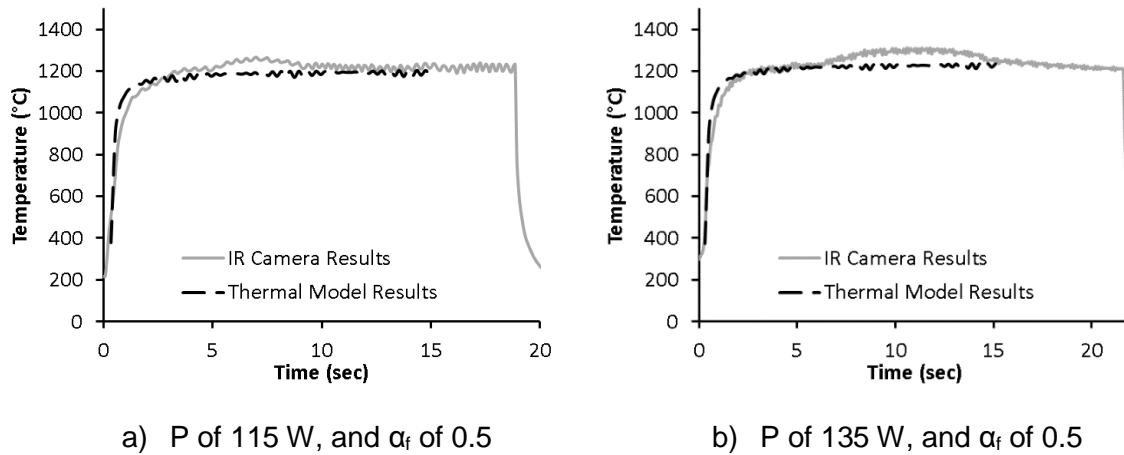 1400
1200
1000
800
600
400
200
0
Temperature (°C)
IR Camera Results
Thermal Model Results
0 5 10 15 20
Time (sec)
a) P of 115 W, and αf of 0.5
1400
1200
1000
800
600
400
200
0
Temperature (°C)
IR Camera Results
Thermal Model Results
0 5 10 15 20
Time (sec)
b) P of 135 W, and αf of 0.5